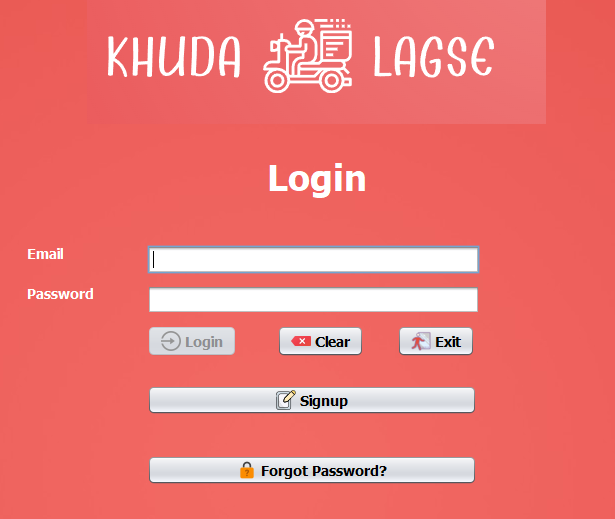 KHUDA LAGSE
Login
Email
Password
Login Clear Exit
Signup
Forgot Password?